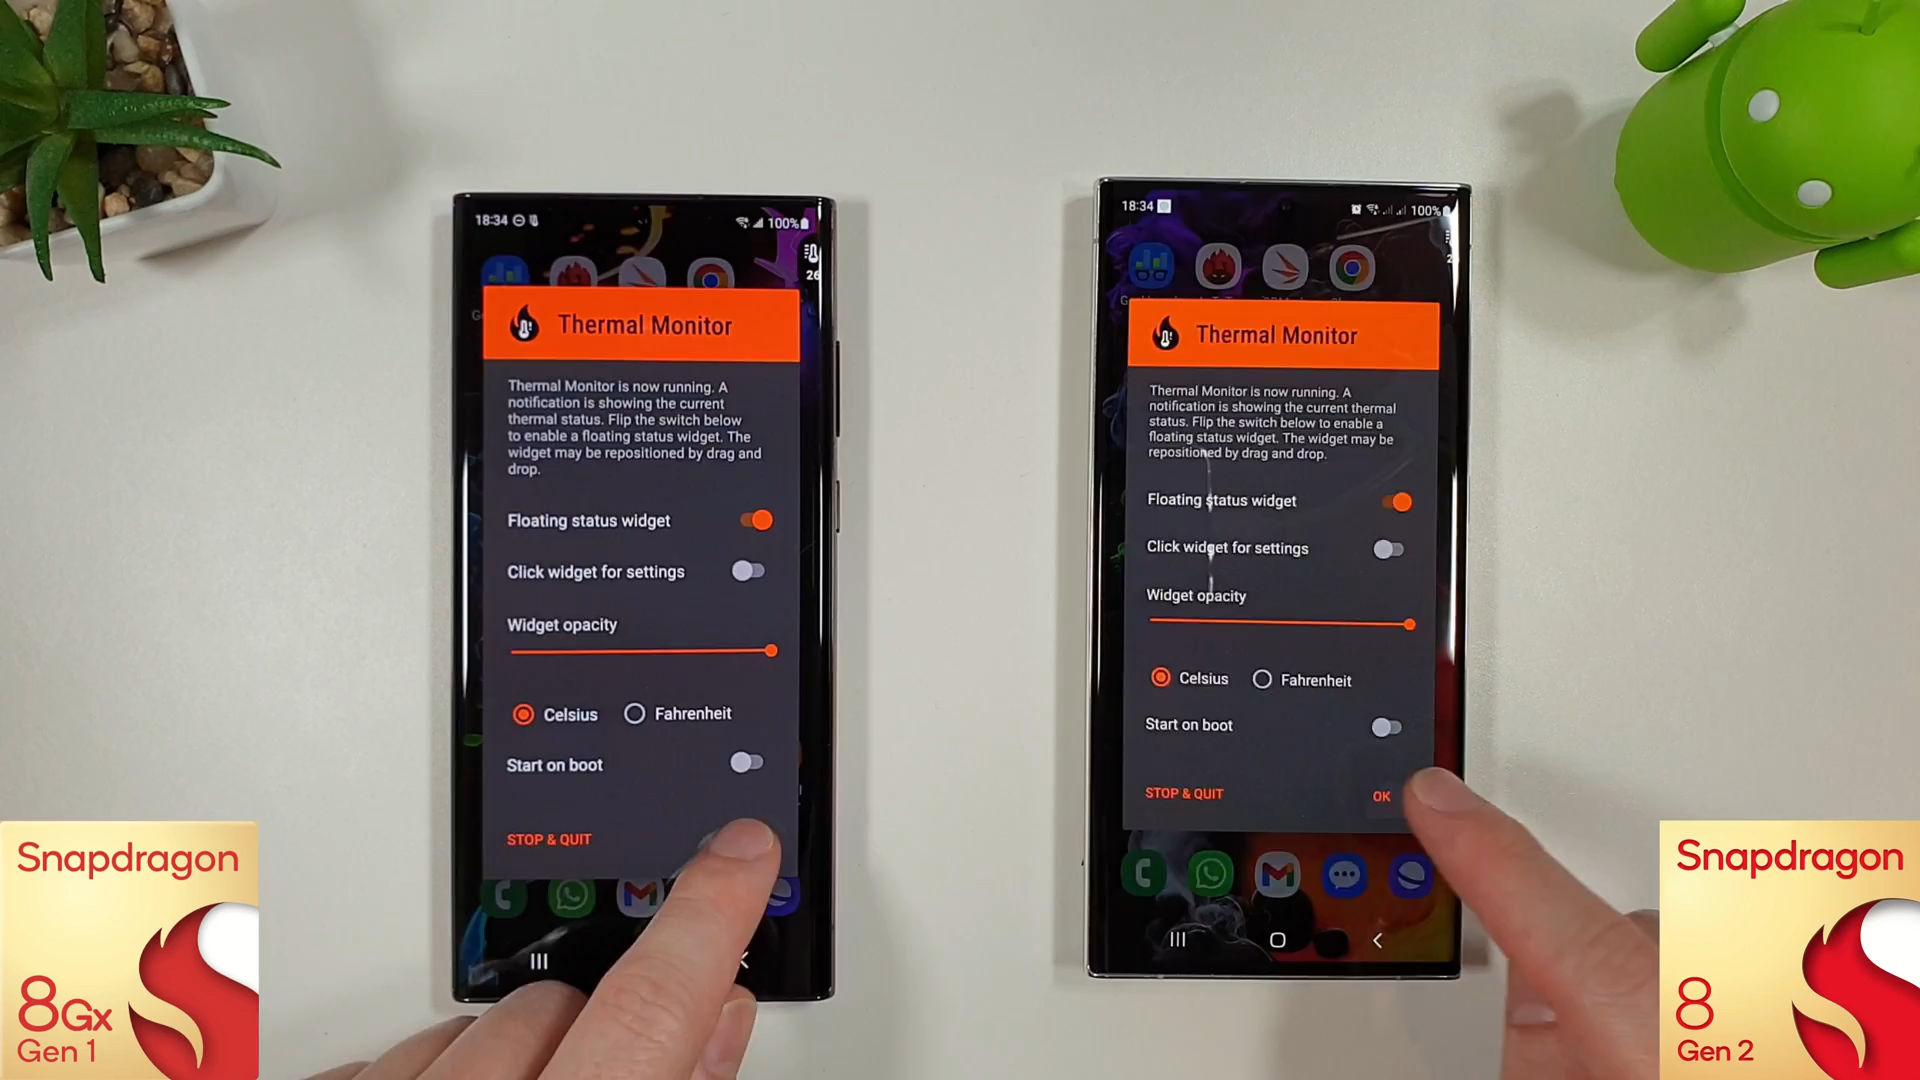 18:34
100%
26
Thermal Monitor
Thermal Monitor is now running. A
notification is showing the current
thermal status. Flip the switch below
to enable a floating status widget. The
widget may be repositioned by drag and
drop.
Floating status widget
Click widget for settings
Widget opacity
Celsius
Fahrenheit
Start on boot
STOP & QUIT
18:34
100%
Thermal Monitor
Thermal Monitor is now running. A
notification is showing the current thermal
status. Flip the switch below to enable a
floating status widget. The widget may be
repositioned by drag and drop.
Floating status widget
Click widget for settings
Widget opacity
Celsius
Fahrenheit
Start on boot
STOP & QUIT
OK
Snapdragon
8Gx
Gen 1
Snapdragon
8
Gen 2